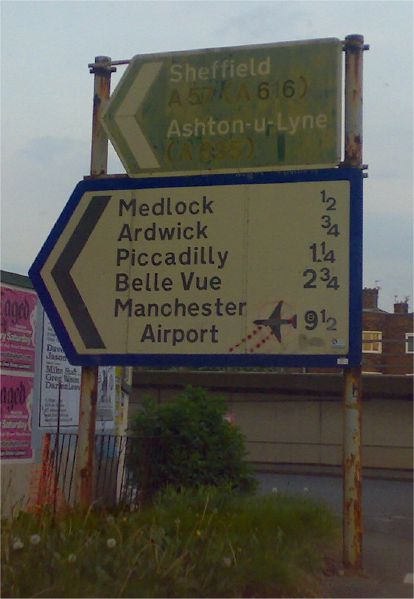 Sheffield
A 57 (A 616)
Ashton-u-Lyne
(A 635)
Medlock ½
Ardwick ¾
Piccadilly 1¼
Belle Vue 2¾
Manchester
Airport 9½